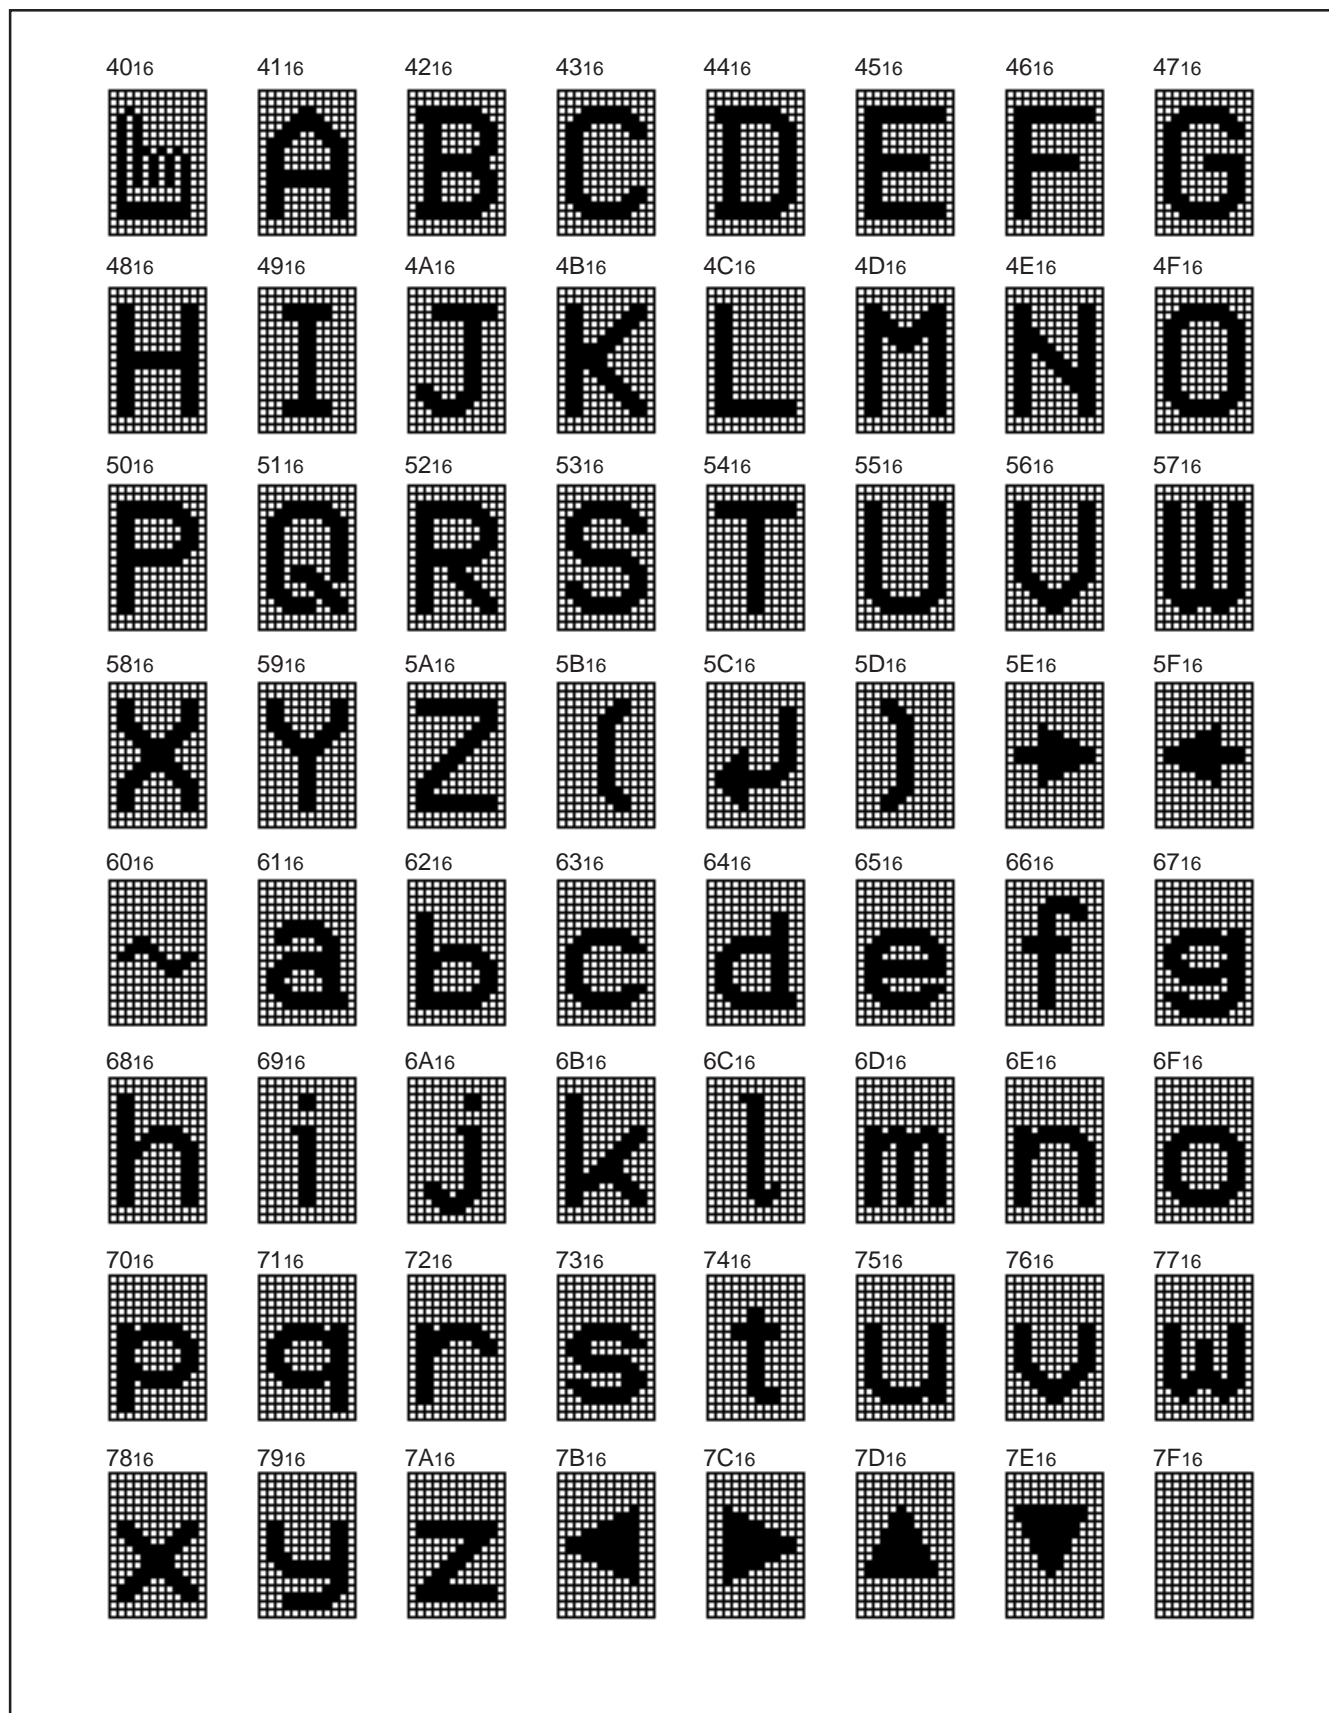 4016 4116 4216 4316 4416 4516 4616 4716
A B C D E F G
4816 4916 4A16 4B16 4C16 4D16 4E16 4F16
H I J K L M N O
5016 5116 5216 5316 5416 5516 5616 5716
P Q R S T U V W
5816 5916 5A16 5B16 5C16 5D16 5E16 5F16
X Y Z ( ↵ ) → ←
6016 6116 6216 6316 6416 6516 6616 6716
~ a b c d e f g
6816 6916 6A16 6B16 6C16 6D16 6E16 6F16
h i j k l m n o
7016 7116 7216 7316 7416 7516 7616 7716
p q r s t u v w
7816 7916 7A16 7B16 7C16 7D16 7E16 7F16
x y z ◀ ▶ ▲ ▼